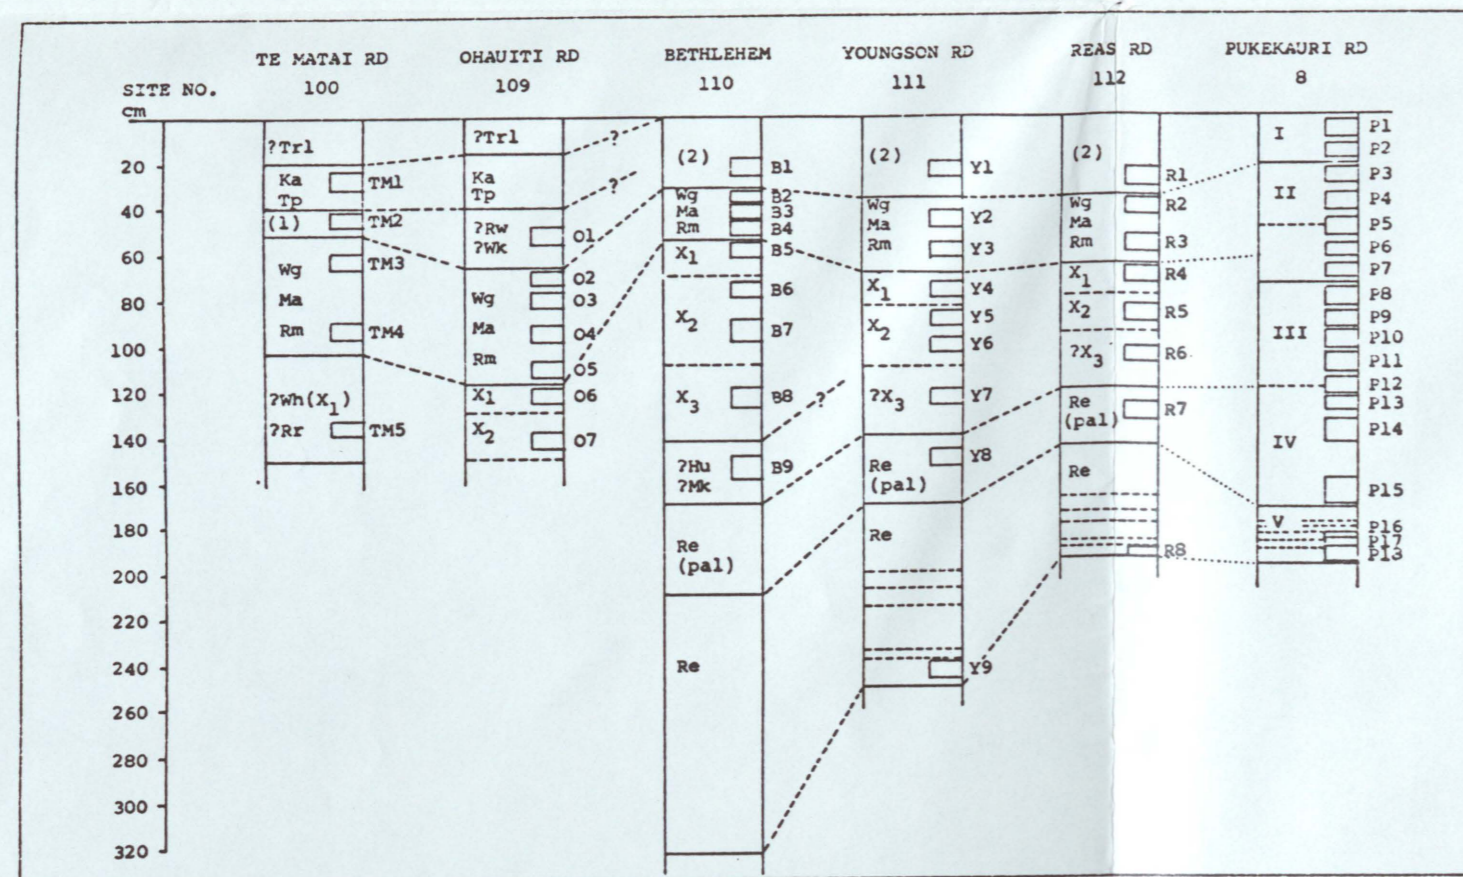 TE MATAI RD
100
OHAUITI RD
109
BETHLEHEM
110
YOUNGSON RD
111
REAS RD
112
PUKEKAURI RD
8
SITE NO.
cm
20
40
60
80
100
120
140
160
180
200
220
240
260
280
300
320
?Trl
Ka
Tp
(1)
Wg
Ma
Rm
?Wh(X₁)
?Rr
TM1
TM2
TM3
TM4
TM5
?Trl
Ka
Tp
?Rw
?Wk
Wg
Ma
Rm
X₁
X₂
O1
O2
O3
O4
O5
O6
O7
?
?
(2)
Wg
Ma
Rm
X₁
X₂
X₃
?Hu
?Mk
Re
(pal)
Re
B1
B2
B3
B4
B5
B6
B7
B8
B9
?
(2)
Wg
Ma
Rm
X₁
X₂
?X₃
Re
(pal)
Re
Y1
Y2
Y3
Y4
Y5
Y6
Y7
Y8
Y9
(2)
Wg
Ma
Rm
X₁
X₂
?X₃
Re
(pal)
Re
R1
R2
R3
R4
R5
R6
R7
R8
I
II
III
IV
V
P1
P2
P3
P4
P5
P6
P7
P8
P9
P10
P11
P12
P13
P14
P15
P16
P17